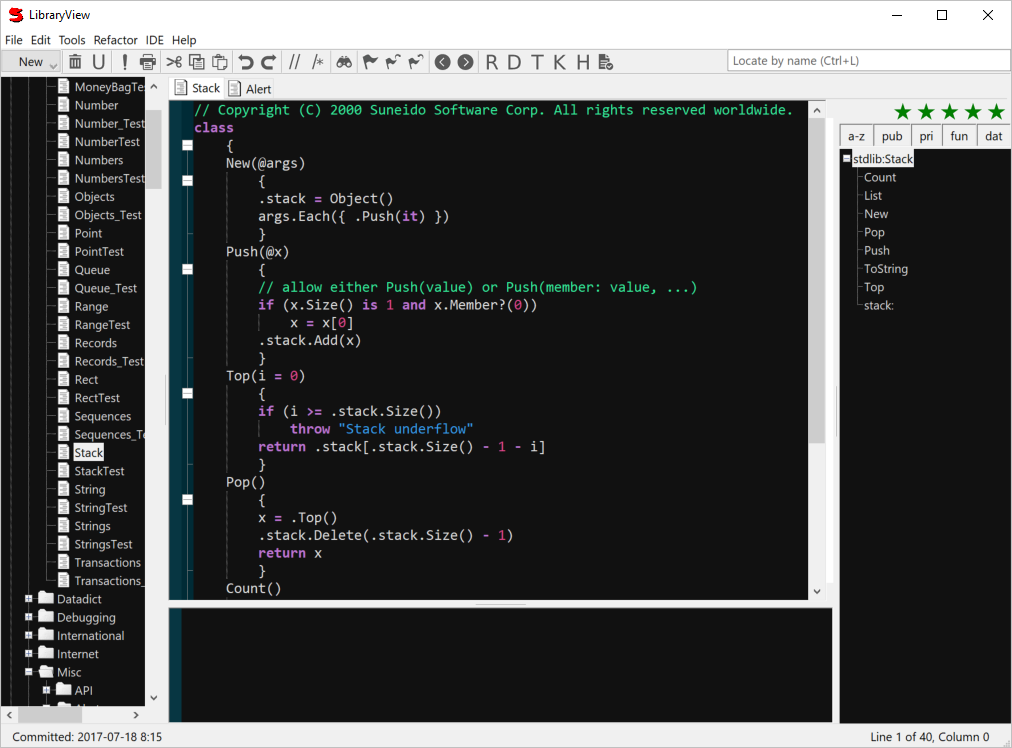 LibraryView
File Edit Tools Refactor IDE Help
New U ! // /* R D T K H Locate by name (Ctrl+L)
MoneyBagTe
Number
Number_Test
NumberTest
Numbers
NumbersTest
Objects
Objects_Test
Point
PointTest
Queue
Queue_Test
Range
RangeTest
Records
Records_Test
Rect
RectTest
Sequences
Sequences_Te
Stack
StackTest
String
StringTest
Strings
StringsTest
Transactions
Transactions_
Datadict
Debugging
International
Internet
Misc
API
Stack Alert
// Copyright (C) 2000 Suneido Software Corp. All rights reserved worldwide.
class
{
New(@args)
{
.stack = Object()
args.Each({ .Push(it) })
}
Push(@x)
{
// allow either Push(value) or Push(member: value, ...)
if (x.Size() is 1 and x.Member?(0))
x = x[0]
.stack.Add(x)
}
Top(i = 0)
{
if (i >= .stack.Size())
throw "Stack underflow"
return .stack[.stack.Size() - 1 - i]
}
Pop()
{
x = .Top()
.stack.Delete(.stack.Size() - 1)
return x
}
Count()
★ ★ ★ ★ ★
a-z pub pri fun dat
stdlib:Stack
Count
List
New
Pop
Push
ToString
Top
stack:
Committed: 2017-07-18 8:15
Line 1 of 40, Column 0